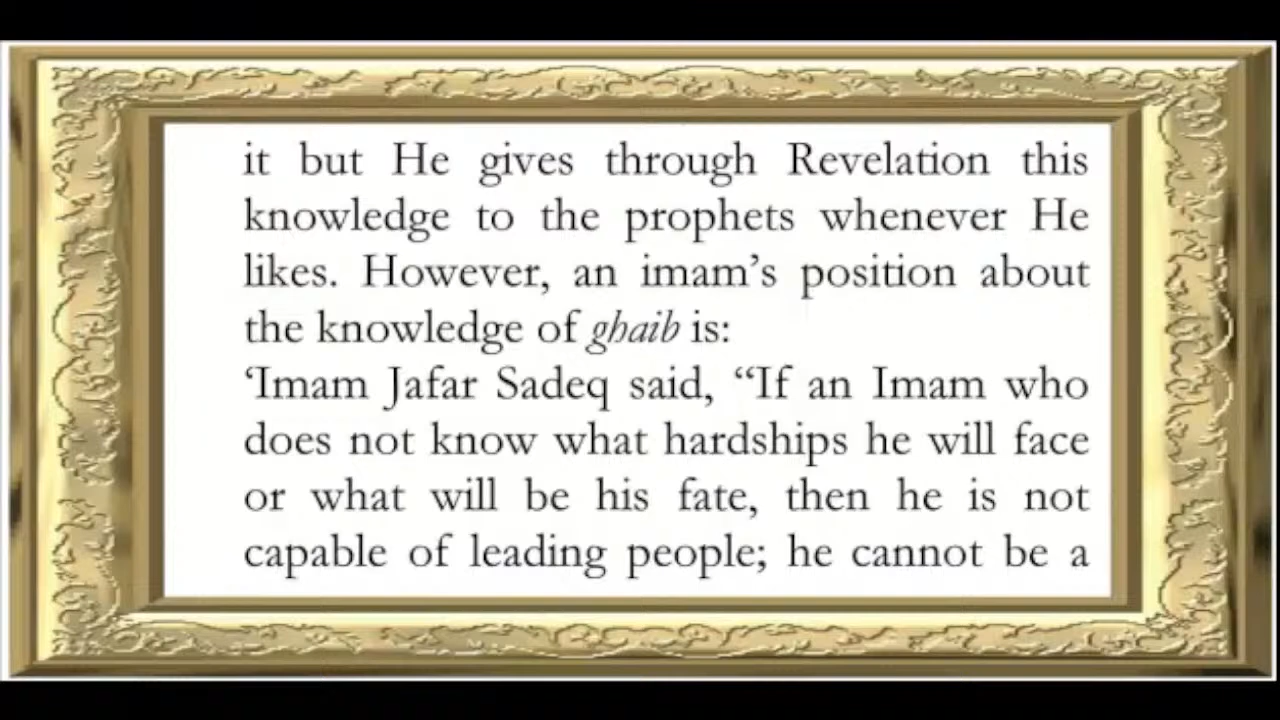 it but He gives through Revelation this
knowledge to the prophets whenever He
likes. However, an imam’s position about
the knowledge of ghaib is:
‘Imam Jafar Sadeq said, “If an Imam who
does not know what hardships he will face
or what will be his fate, then he is not
capable of leading people; he cannot be a